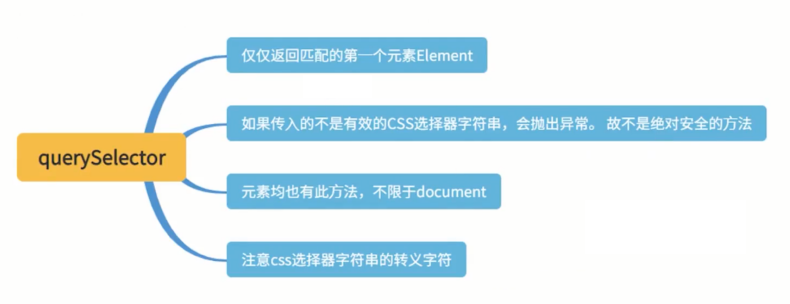 querySelector
仅仅返回匹配的第一个元素Element
如果传入的不是有效的CSS选择器字符串，会抛出异常。 故不是绝对安全的方法
元素均也有此方法，不限于document
注意css选择器字符串的转义字符